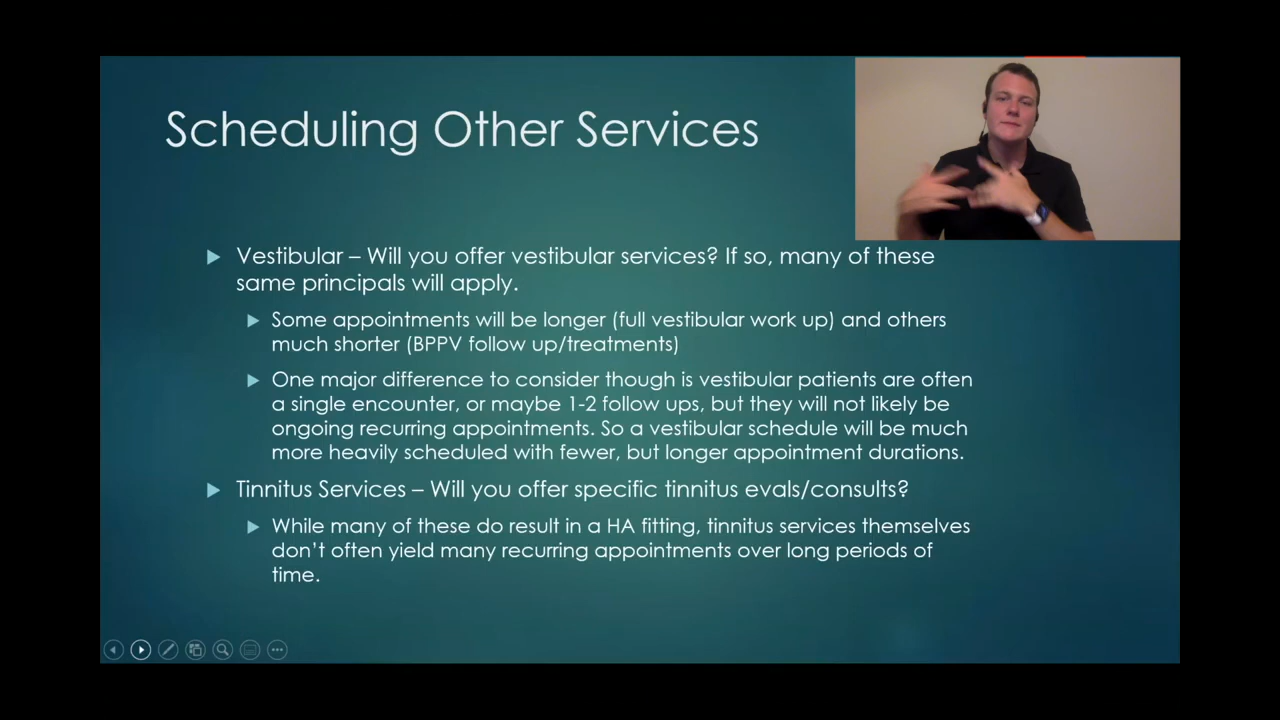 Scheduling Other Services
Vestibular – Will you offer vestibular services? If so, many of these
same principals will apply.
Some appointments will be longer (full vestibular work up) and others
much shorter (BPPV follow up/treatments)
One major difference to consider though is vestibular patients are often
a single encounter, or maybe 1-2 follow ups, but they will not likely be
ongoing recurring appointments. So a vestibular schedule will be much
more heavily scheduled with fewer, but longer appointment durations.
Tinnitus Services – Will you offer specific tinnitus evals/consults?
While many of these do result in a HA fitting, tinnitus services themselves
don't often yield many recurring appointments over long periods of
time.